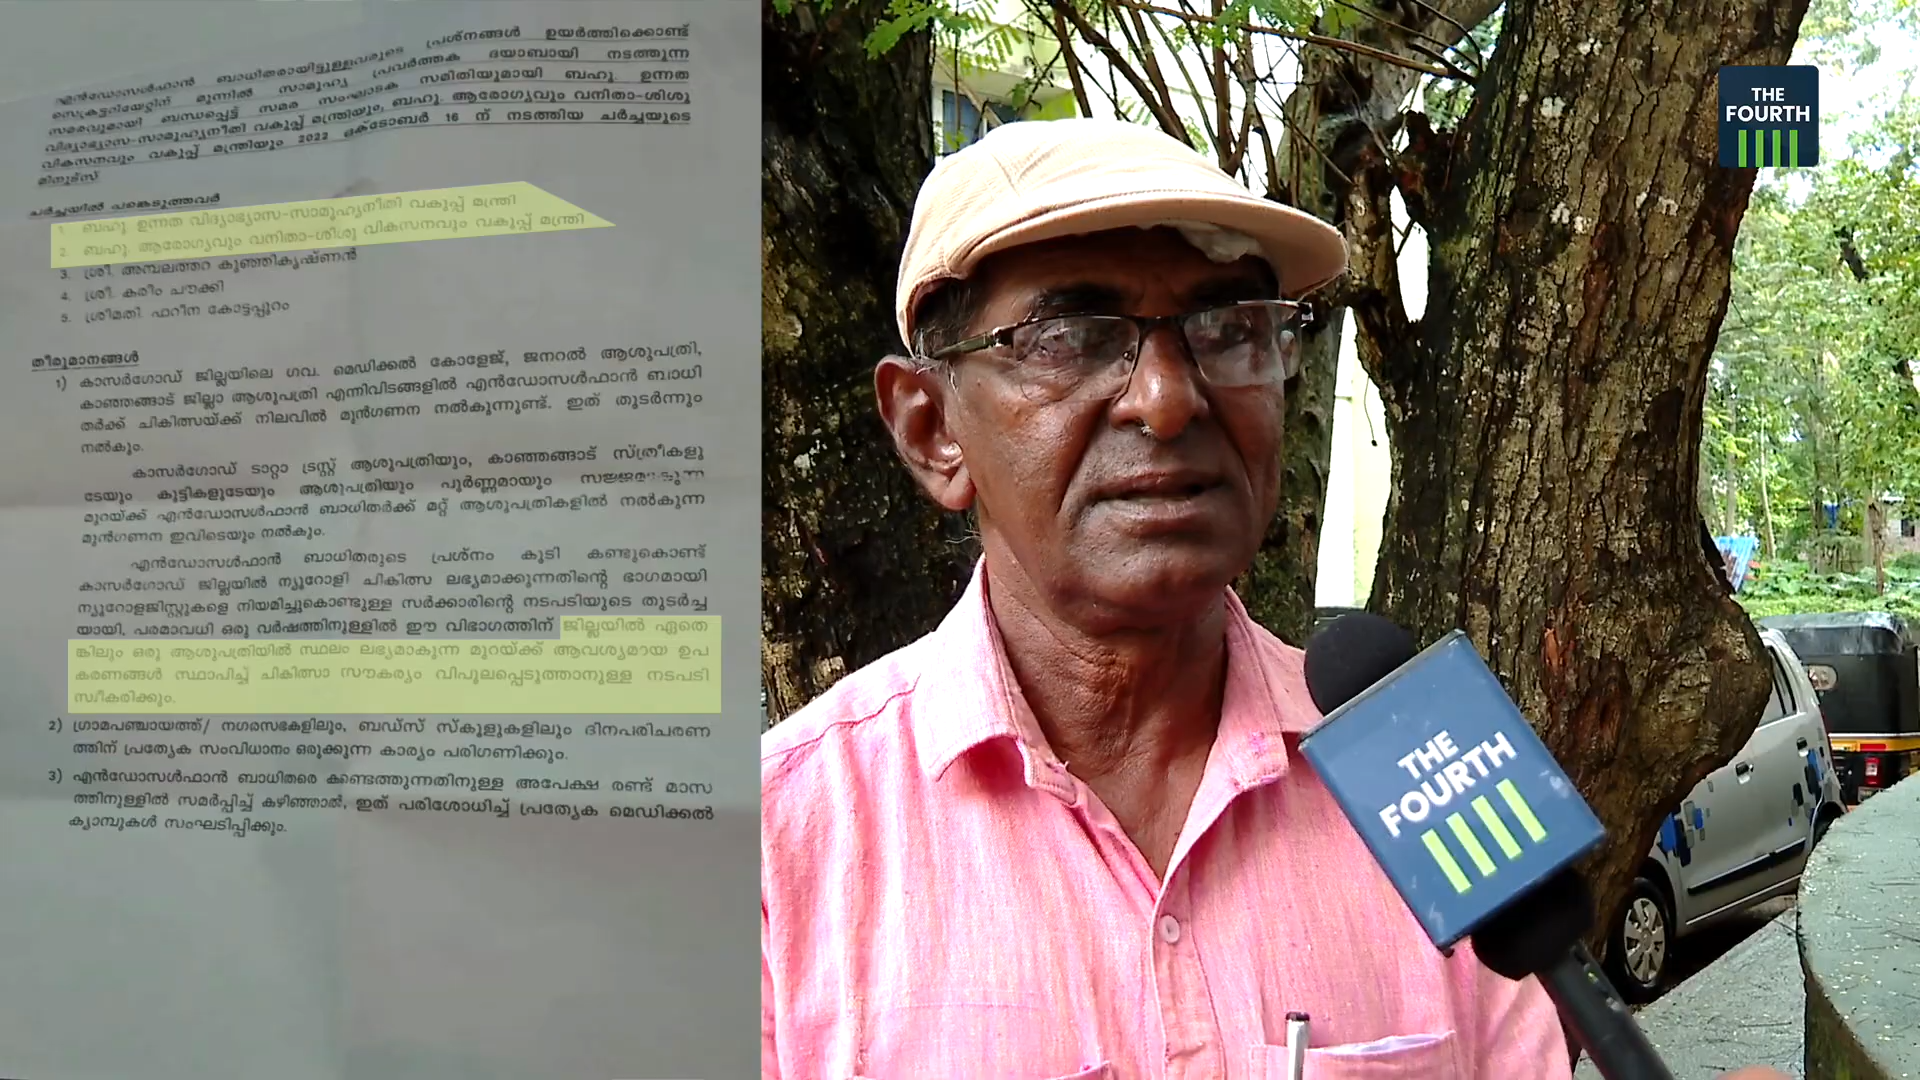 എൻഡോസൾഫാൻ ബാധിതരായിട്ടുള്ളവരുടെ പ്രശ്നങ്ങൾ ഉയർത്തിക്കൊണ്ട്
സെക്രട്ടറിയേറ്റിന് മുന്നിൽ സാമൂഹ്യ പ്രവർത്തക ദയാബായി നടത്തുന്ന
സമരവുമായി ബന്ധപ്പെട്ട് സമര സംഘാടക സമിതിയുമായി ബഹു. ഉന്നത
വിദ്യാഭ്യാസ-സാമൂഹ്യനീതി വകുപ്പ് മന്ത്രിയും, ബഹു. ആരോഗ്യവും വനിതാ-ശിശു
വികസനവും വകുപ്പ് മന്ത്രിയും 2022 ഒക്ടോബർ 16 ന് നടത്തിയ ചർച്ചയുടെ
മിനുട്സ്
ചർച്ചയിൽ പങ്കെടുത്തവർ
1. ബഹു. ഉന്നത വിദ്യാഭ്യാസ-സാമൂഹ്യനീതി വകുപ്പ് മന്ത്രി
2. ബഹു. ആരോഗ്യവും വനിതാ-ശിശു വികസനവും വകുപ്പ് മന്ത്രി
3. ശ്രീ. അമ്പലത്തറ കുഞ്ഞികൃഷ്ണൻ
4. ശ്രീ. കരീം ചൗക്കി
5. ശ്രീമതി. ഫറീന കോട്ടപ്പുറം
തീരുമാനങ്ങൾ
1) കാസർഗോഡ് ജില്ലയിലെ ഗവ. മെഡിക്കൽ കോളേജ്, ജനറൽ ആശുപത്രി,
കാഞ്ഞങ്ങാട് ജില്ലാ ആശുപത്രി എന്നിവിടങ്ങളിൽ എൻഡോസൾഫാൻ ബാധി
തർക്ക് ചികിത്സയ്ക്ക് നിലവിൽ മുൻഗണന നൽകുന്നുണ്ട്. ഇത് തുടർന്നും
നൽകും.
കാസർഗോഡ് ടാറ്റാ ട്രസ്റ്റ് ആശുപത്രിയും, കാഞ്ഞങ്ങാട് സ്ത്രീകളു
ടേയും കുട്ടികളുടേയും ആശുപത്രിയും പൂർണ്ണമായും
മുറയ്ക്ക് എൻഡോസൾഫാൻ ബാധിതർക്ക് മറ്റ് ആശുപത്രികളിൽ നൽകുന്ന
മുൻഗണന ഇവിടെയും നൽകും.
എൻഡോസൾഫാൻ ബാധിതരുടെ പ്രശ്നം കൂടി കണ്ടുകൊണ്ട്
കാസർഗോഡ് ജില്ലയിൽ ന്യൂറോളി ചികിത്സ ലഭ്യമാക്കുന്നതിന്റെ ഭാഗമായി
ന്യൂറോളജിസ്റ്റുകളെ നിയമിച്ചുകൊണ്ടുള്ള സർക്കാരിന്റെ നടപടിയുടെ തുടർച്ച
യായി, പരമാവധി ഒരു വർഷത്തിനുള്ളിൽ ഈ വിഭാഗത്തിന് ജില്ലയിൽ ഏതെ
ങ്കിലും ഒരു ആശുപത്രിയിൽ സ്ഥലം ലഭ്യമാകുന്ന മുറയ്ക്ക് ആവശ്യമായ ഉപ
കരണങ്ങൾ സ്ഥാപിച്ച് ചികിത്സാ സൗകര്യം വിപുലപ്പെടുത്താനുള്ള നടപടി
സ്വീകരിക്കും.
2) ഗ്രാമപഞ്ചായത്ത്/ നഗരസഭകളിലും, ബഡ്സ് സ്കൂളുകളിലും ദിനപരിചരണ
ത്തിന് പ്രത്യേക സംവിധാനം ഒരുക്കുന്ന കാര്യം പരിഗണിക്കും.
3) എൻഡോസൾഫാൻ ബാധിതരെ കണ്ടെത്തുന്നതിനുള്ള അപേക്ഷ രണ്ട് മാസ
ത്തിനുള്ളിൽ സമർപ്പിച്ച് കഴിഞ്ഞാൽ, ഇത് പരിശോധിച്ച് പ്രത്യേക മെഡിക്കൽ
ക്യാമ്പുകൾ സംഘടിപ്പിക്കും.
THE
FOURTH
THE
FOURTH